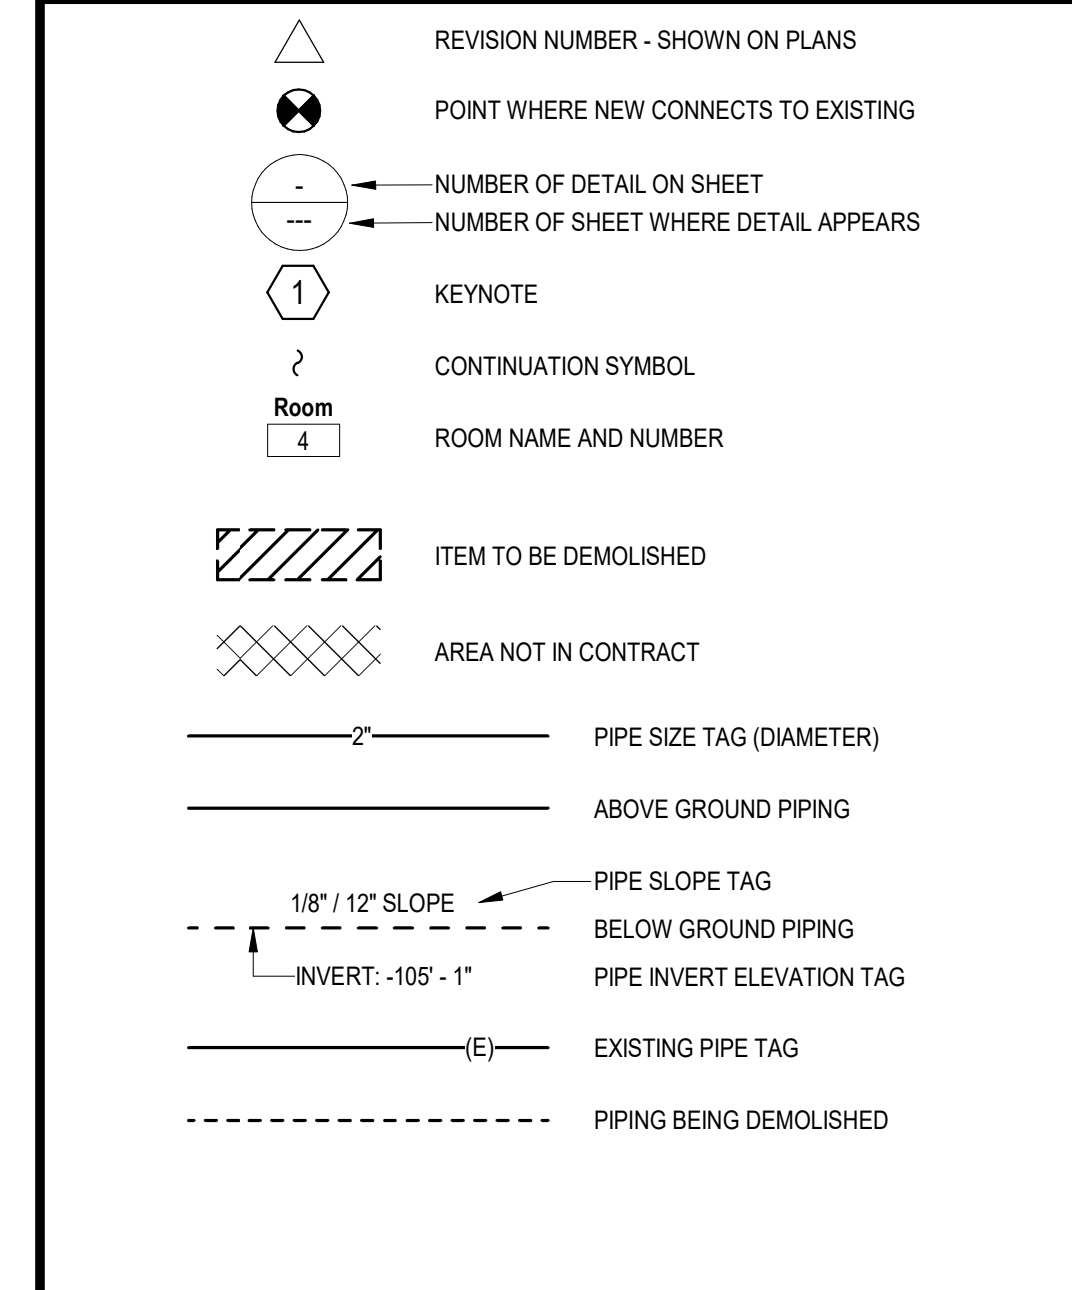 REVISION NUMBER - SHOWN ON PLANS
POINT WHERE NEW CONNECTS TO EXISTING
- NUMBER OF DETAIL ON SHEET
--- NUMBER OF SHEET WHERE DETAIL APPEARS
1 KEYNOTE
CONTINUATION SYMBOL
Room
4 ROOM NAME AND NUMBER
ITEM TO BE DEMOLISHED
AREA NOT IN CONTRACT
2" PIPE SIZE TAG (DIAMETER)
ABOVE GROUND PIPING
PIPE SLOPE TAG
1/8" / 12" SLOPE
BELOW GROUND PIPING
INVERT: -105' - 1" PIPE INVERT ELEVATION TAG
(E) EXISTING PIPE TAG
PIPING BEING DEMOLISHED